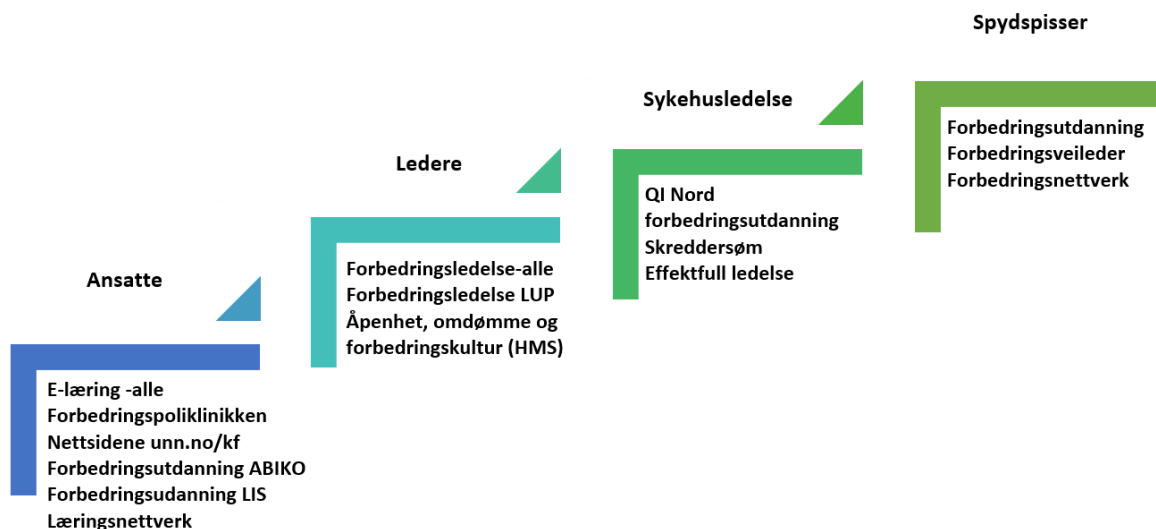 Ansatte
E-læring -alle
Forbedringspoliklinikken
Nettsidene unn.no/kf
Forbedringsutdanning ABIKO
Forbedringsudanning LIS
Læringsnettverk
Ledere
Forbedringsledelse-alle
Forbedringsledelse LUP
Åpenhet, omdømme og
forbedringskultur (HMS)
Sykehusledelse
QI Nord
forbedringsutdanning
Skreddersøm
Effektfull ledelse
Spydspisser
Forbedringsutdanning
Forbedringsveileder
Forbedringsnettverk